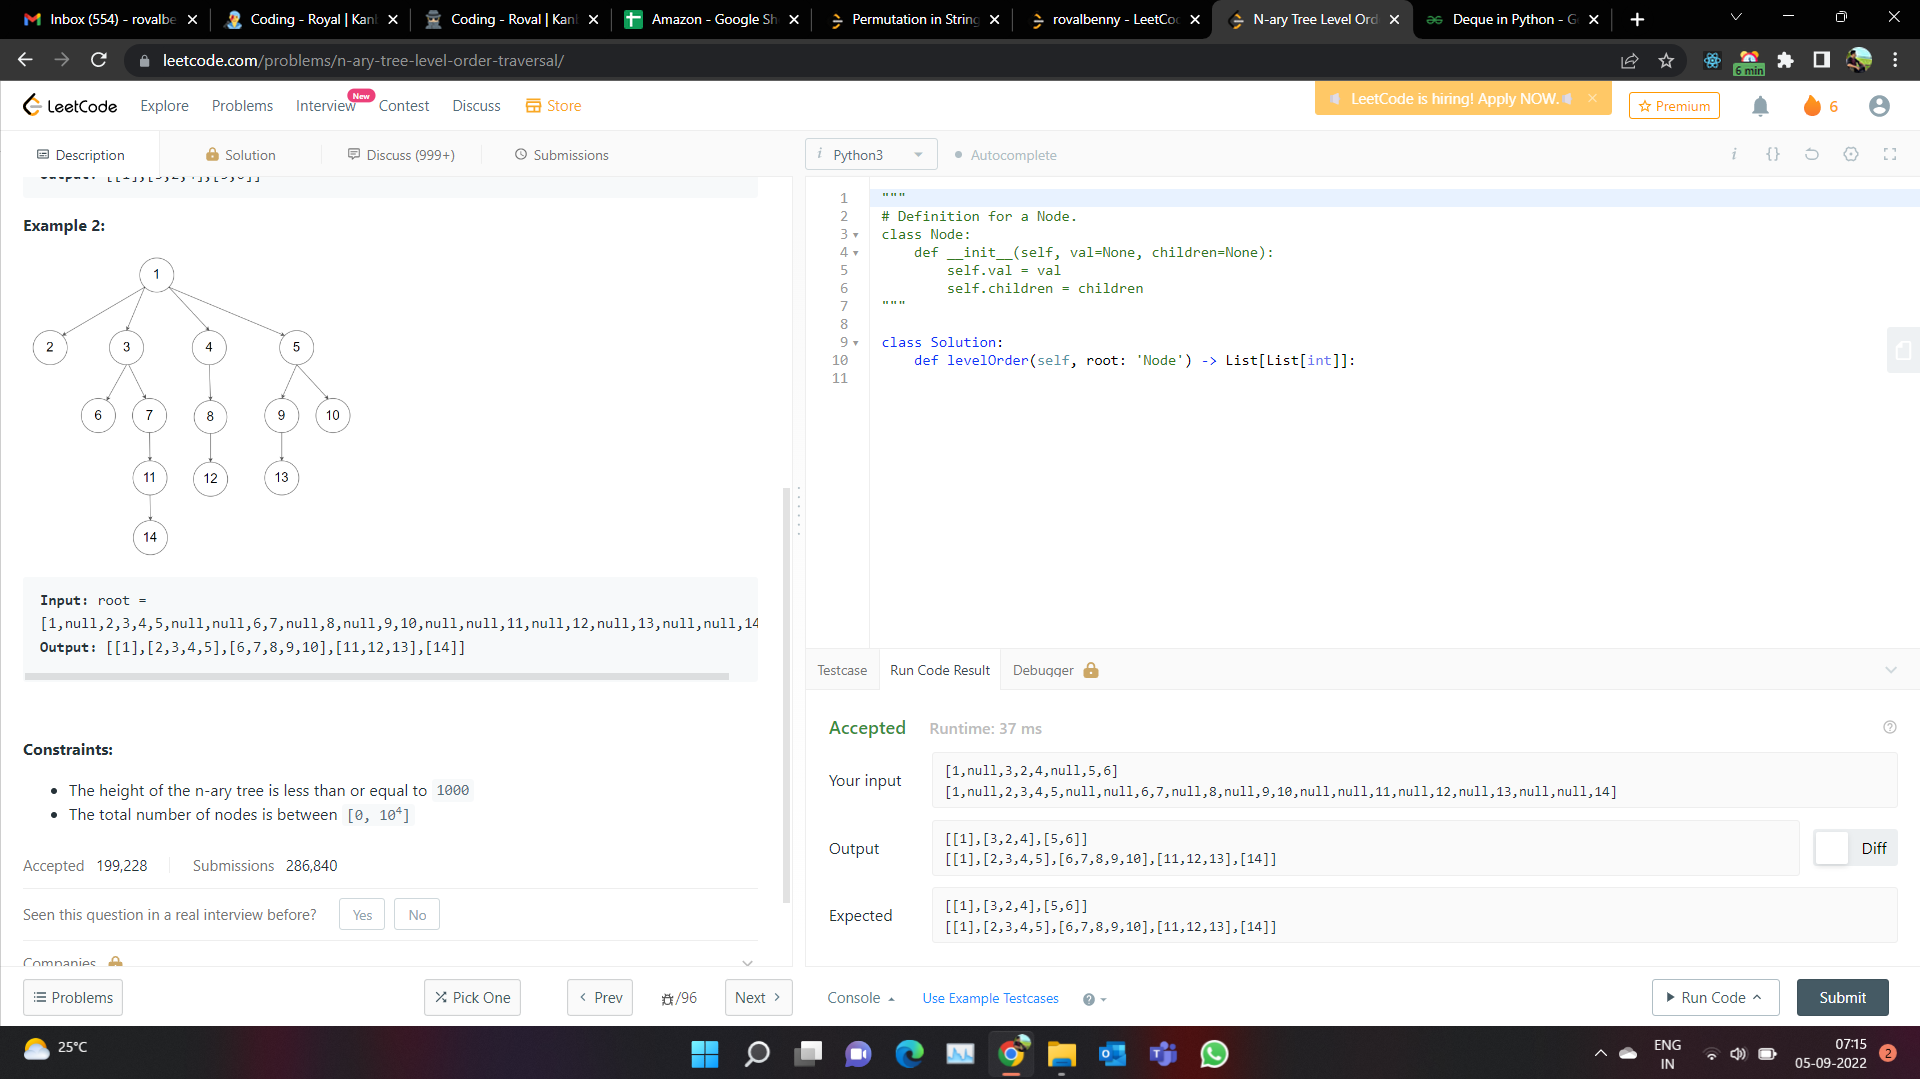 Inbox (554) - rovalbe
Coding - Royal | Kanl
Coding - Roval | Kanl
Amazon - Google Sh
Permutation in String
rovalbenny - LeetCo
N-ary Tree Level Ord
Deque in Python - G
leetcode.com/problems/n-ary-tree-level-order-traversal/
6 min
LeetCode
Explore
Problems
Interview
New
Contest
Discuss
Store
LeetCode is hiring! Apply NOW.
Premium
6
Description
Solution
Discuss (999+)
Submissions
i Python3
Autocomplete
i
{}
Output: [[1],[3,2,4],[5,6]]
Example 2:
1
2 3 4 5
6 7 8 9 10
11 12 13
14
Input: root =
[1,null,2,3,4,5,null,null,6,7,null,8,null,9,10,null,null,11,null,12,null,13,null,null,14
Output: [[1],[2,3,4,5],[6,7,8,9,10],[11,12,13],[14]]
Constraints:
• The height of the n-ary tree is less than or equal to 1000
• The total number of nodes is between [0, 10⁴]
Accepted 199,228 Submissions 286,840
Seen this question in a real interview before? Yes No
Companies
Problems
Pick One
Prev
/96
Next
1 """
2 # Definition for a Node.
3 class Node:
4 def __init__(self, val=None, children=None):
5 self.val = val
6 self.children = children
7 """
8
9 class Solution:
10 def levelOrder(self, root: 'Node') -> List[List[int]]:
11
Testcase
Run Code Result
Debugger
Accepted Runtime: 37 ms
Your input
[1,null,3,2,4,null,5,6]
[1,null,2,3,4,5,null,null,6,7,null,8,null,9,10,null,null,11,null,12,null,13,null,null,14]
Output
[[1],[3,2,4],[5,6]]
[[1],[2,3,4,5],[6,7,8,9,10],[11,12,13],[14]]
Diff
Expected
[[1],[3,2,4],[5,6]]
[[1],[2,3,4,5],[6,7,8,9,10],[11,12,13],[14]]
Console
Use Example Testcases
Run Code
Submit
25°C
ENG
IN
07:15
05-09-2022
2